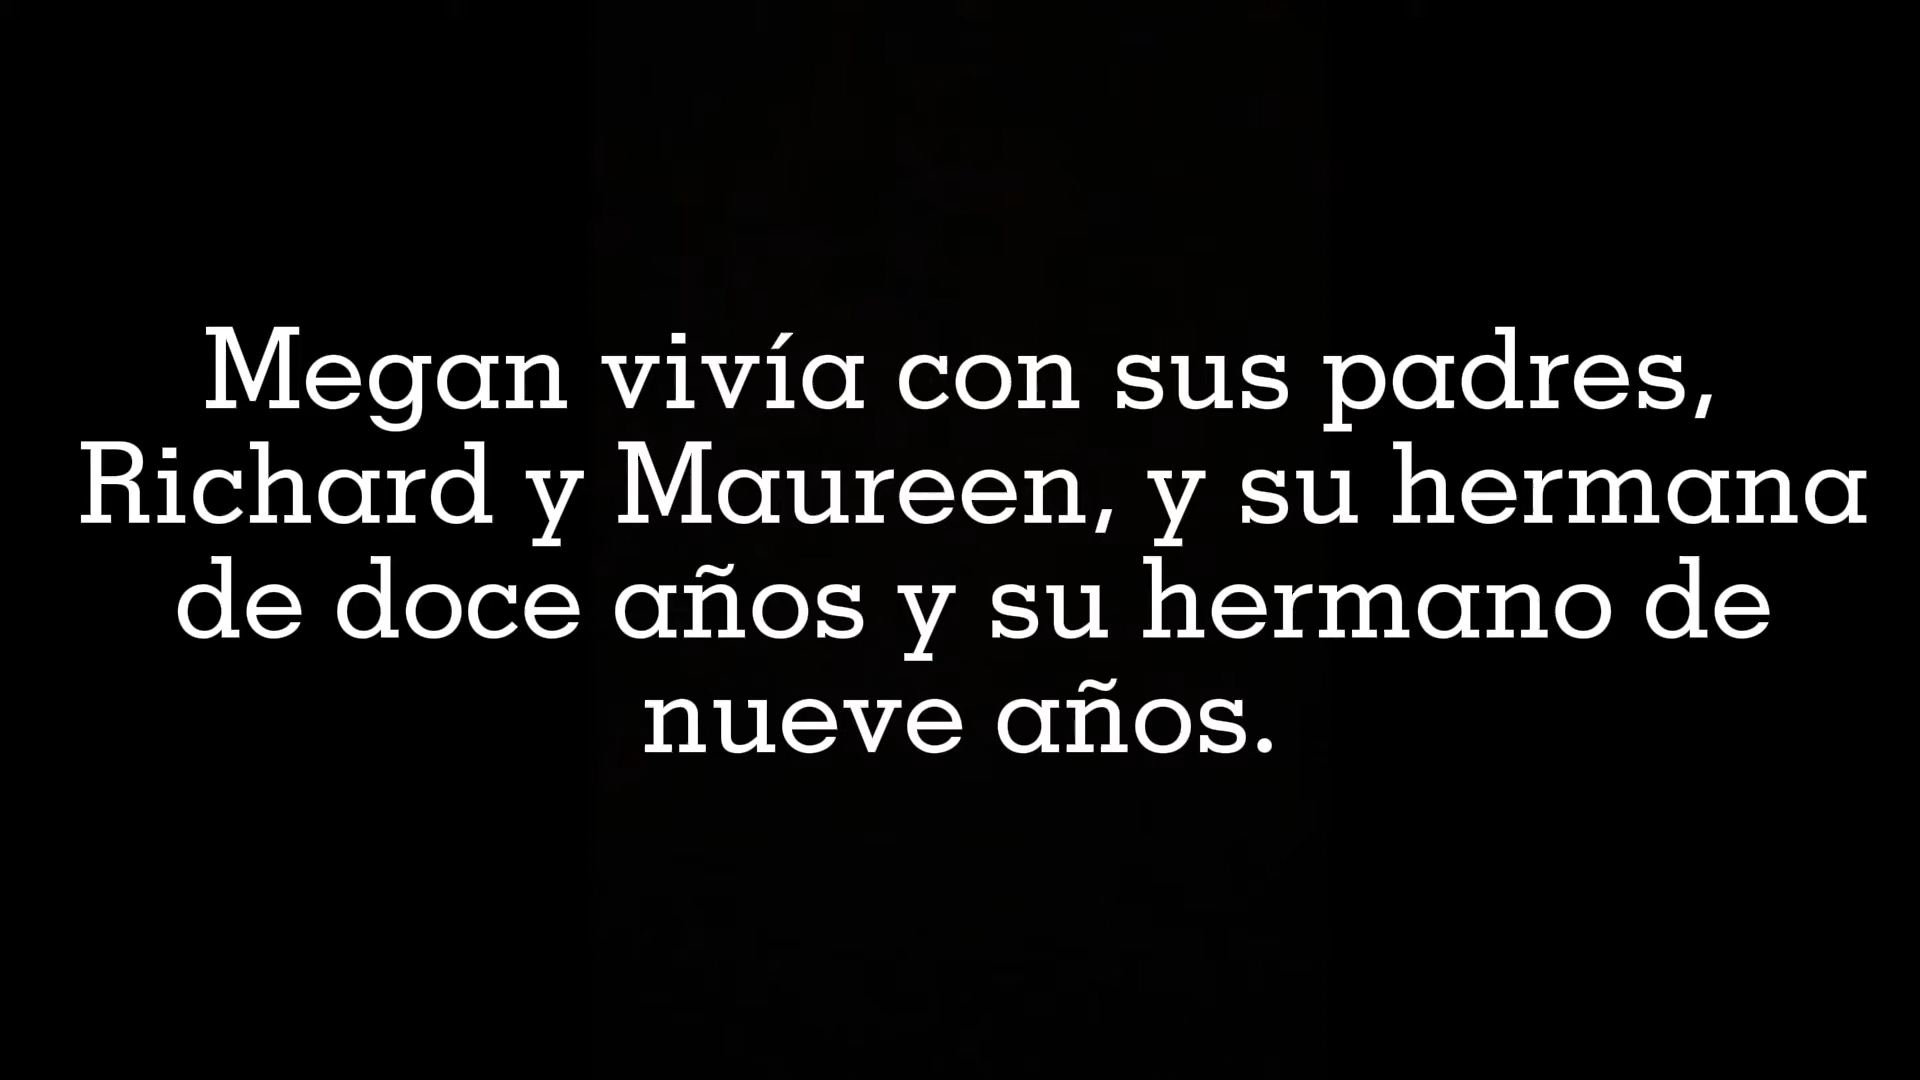 Megan vivía con sus padres,
Richard y Maureen, y su hermana
de doce años y su hermano de
nueve años.